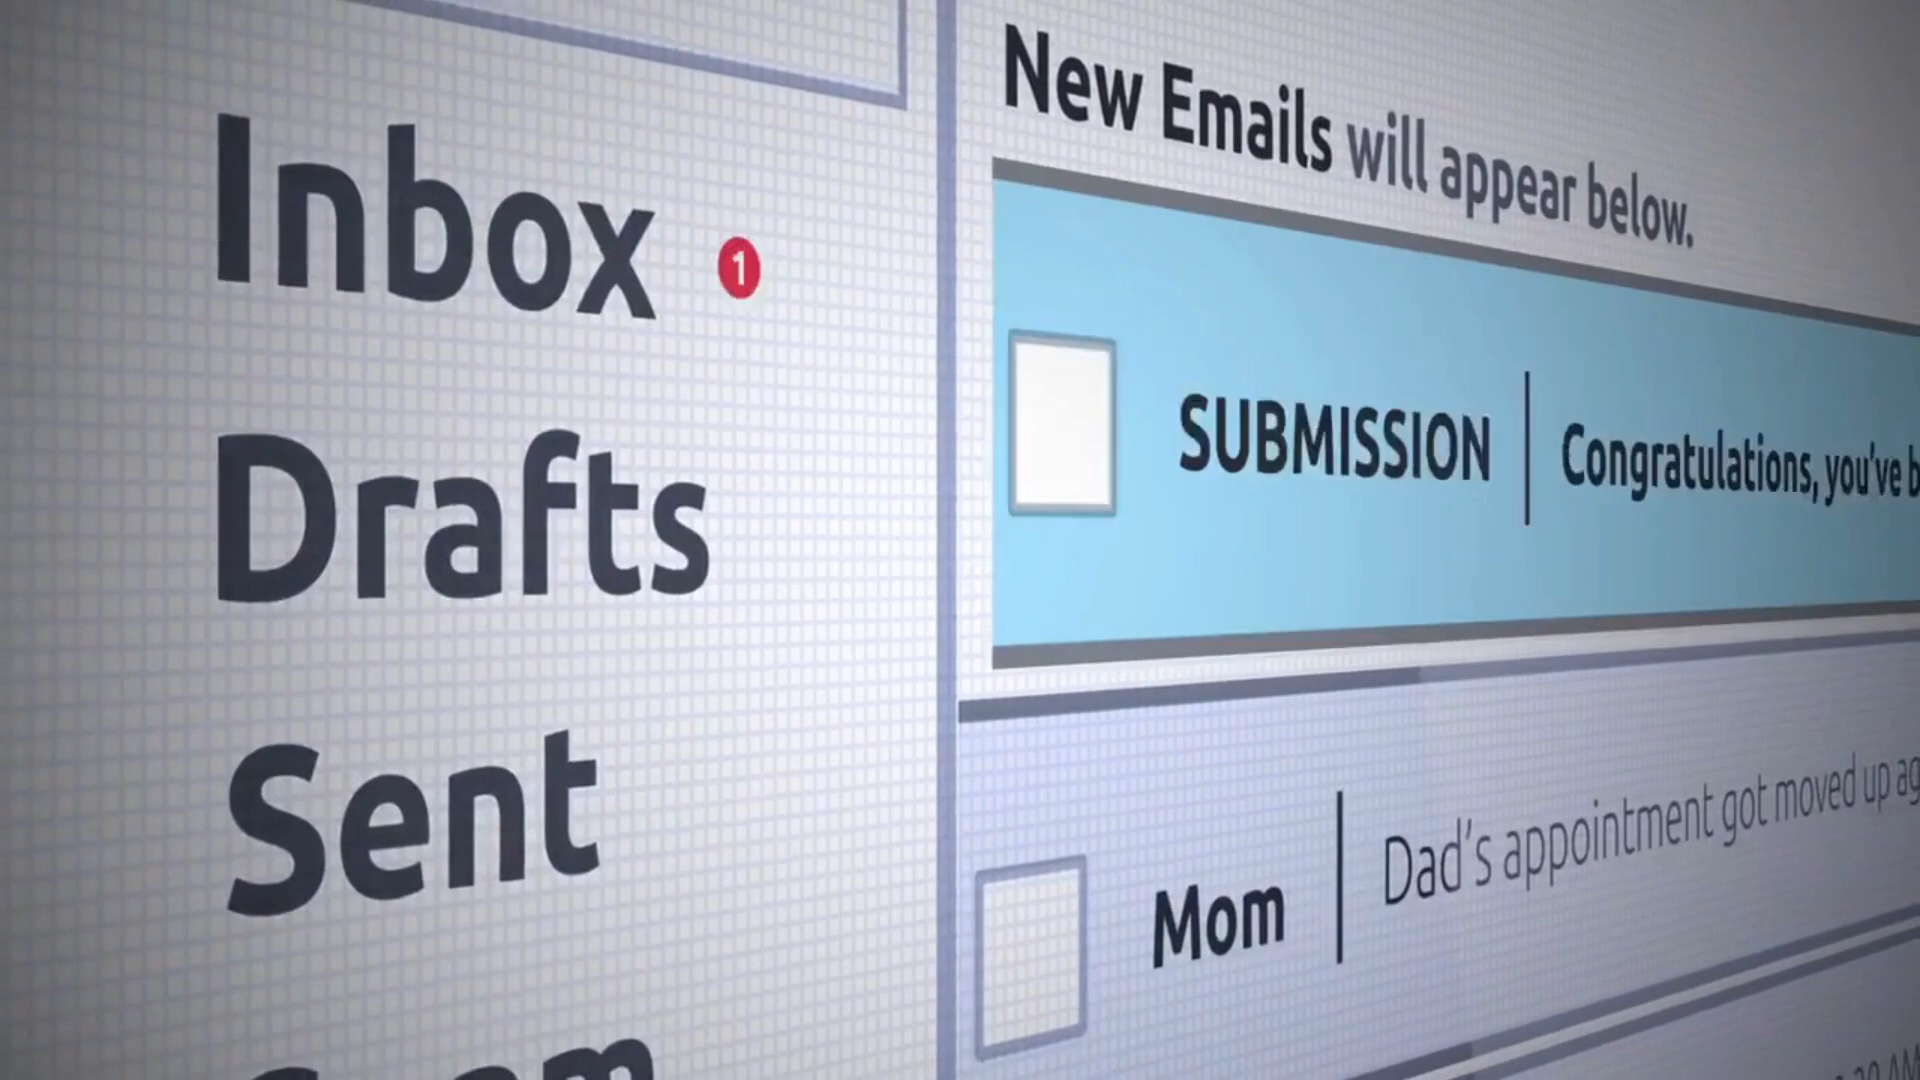 Inbox 1
Drafts
Sent
New Emails will appear below.
SUBMISSION | Congratulations, you've b
Mom | Dad's appointment got moved up ag